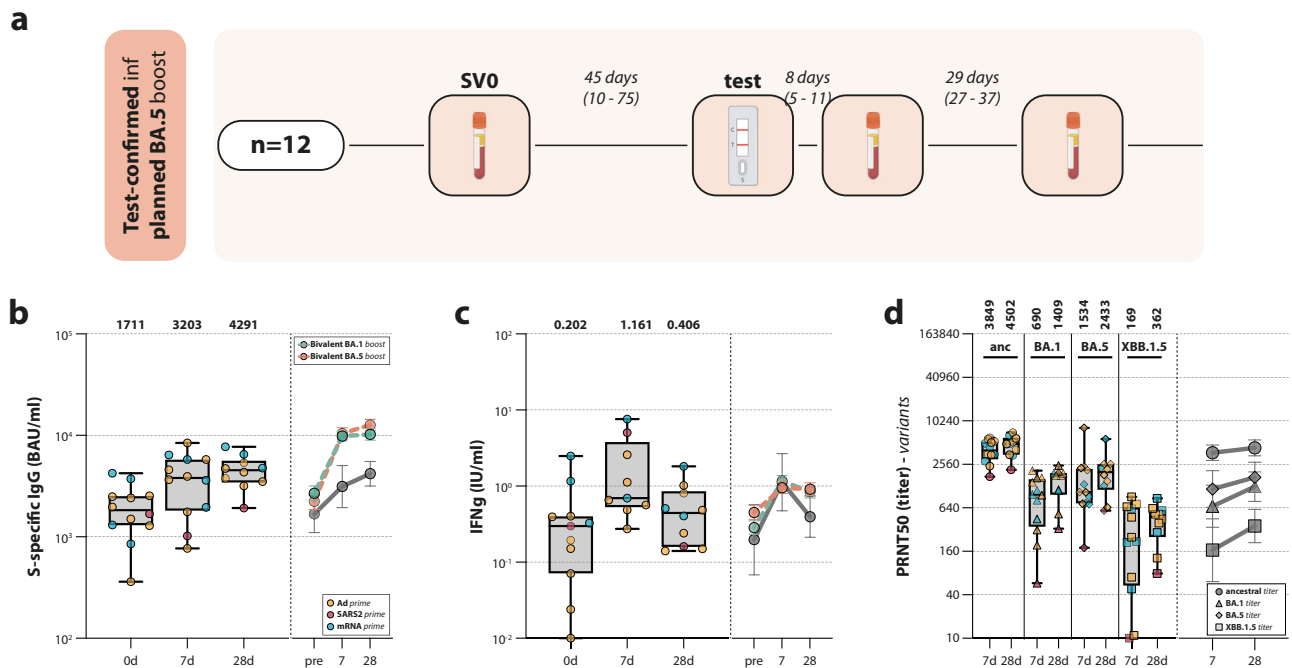 a
Test-confirmed inf
planned BA.5 boost
n=12
SV0
45 days
(10 - 75)
test
8 days
(5 - 11)
29 days
(27 - 37)
C
T
S
b
1711 3203 4291
S-specific IgG (BAU/ml)
10⁵
10⁴
10³
10²
Bivalent BA.1 boost
Bivalent BA.5 boost
Ad prime
SARS2 prime
mRNA prime
0d 7d 28d pre 7 28
c
0.202 1.161 0.406
IFNg (IU/ml)
10²
10¹
10⁰
10⁻¹
10⁻²
0d 7d 28d pre 7 28
d
3849 4502 690 1409 1534 2433 169 362
anc BA.1 BA.5 XBB.1.5
PRNT50 (titer) - variants
163840
40960
10240
2560
640
160
40
10
ancestral titer
BA.1 titer
BA.5 titer
XBB.1.5 titer
7d 28d 7d 28d 7d 28d 7d 28d 7 28